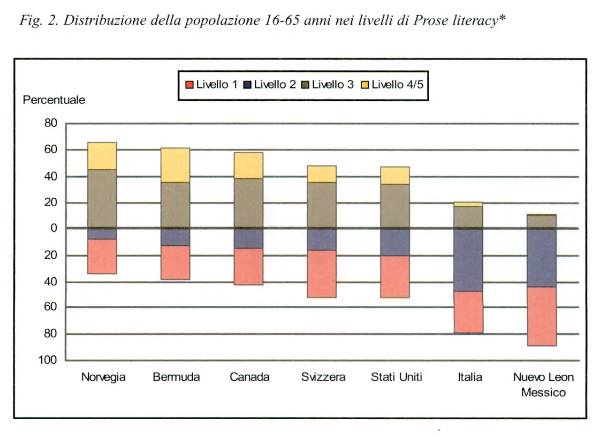 Fig. 2. Distribuzione della popolazione 16-65 anni nei livelli di Prose literacy*
Livello 1 Livello 2 Livello 3 Livello 4/5
Percentuale
80
60
40
20
0
20
40
60
80
100
Norvegia Bermuda Canada Svizzera Stati Uniti Italia Nuevo Leon
Messico